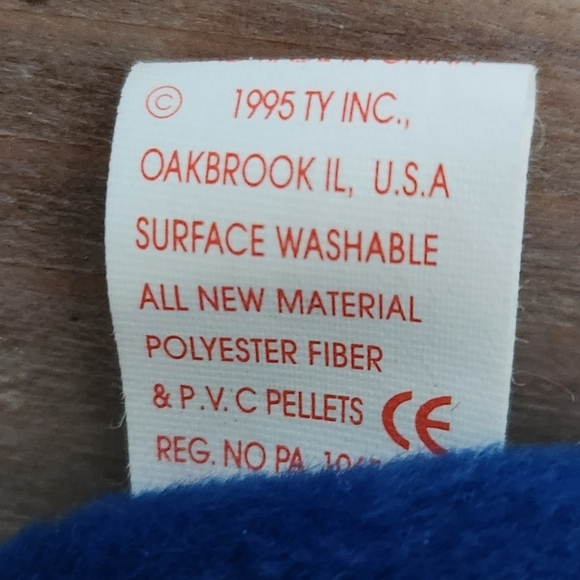 © 1995 TY INC.,
OAKBROOK IL, U.S.A
SURFACE WASHABLE
ALL NEW MATERIAL
POLYESTER FIBER
& P.V.C PELLETS CE
REG. NO PA.